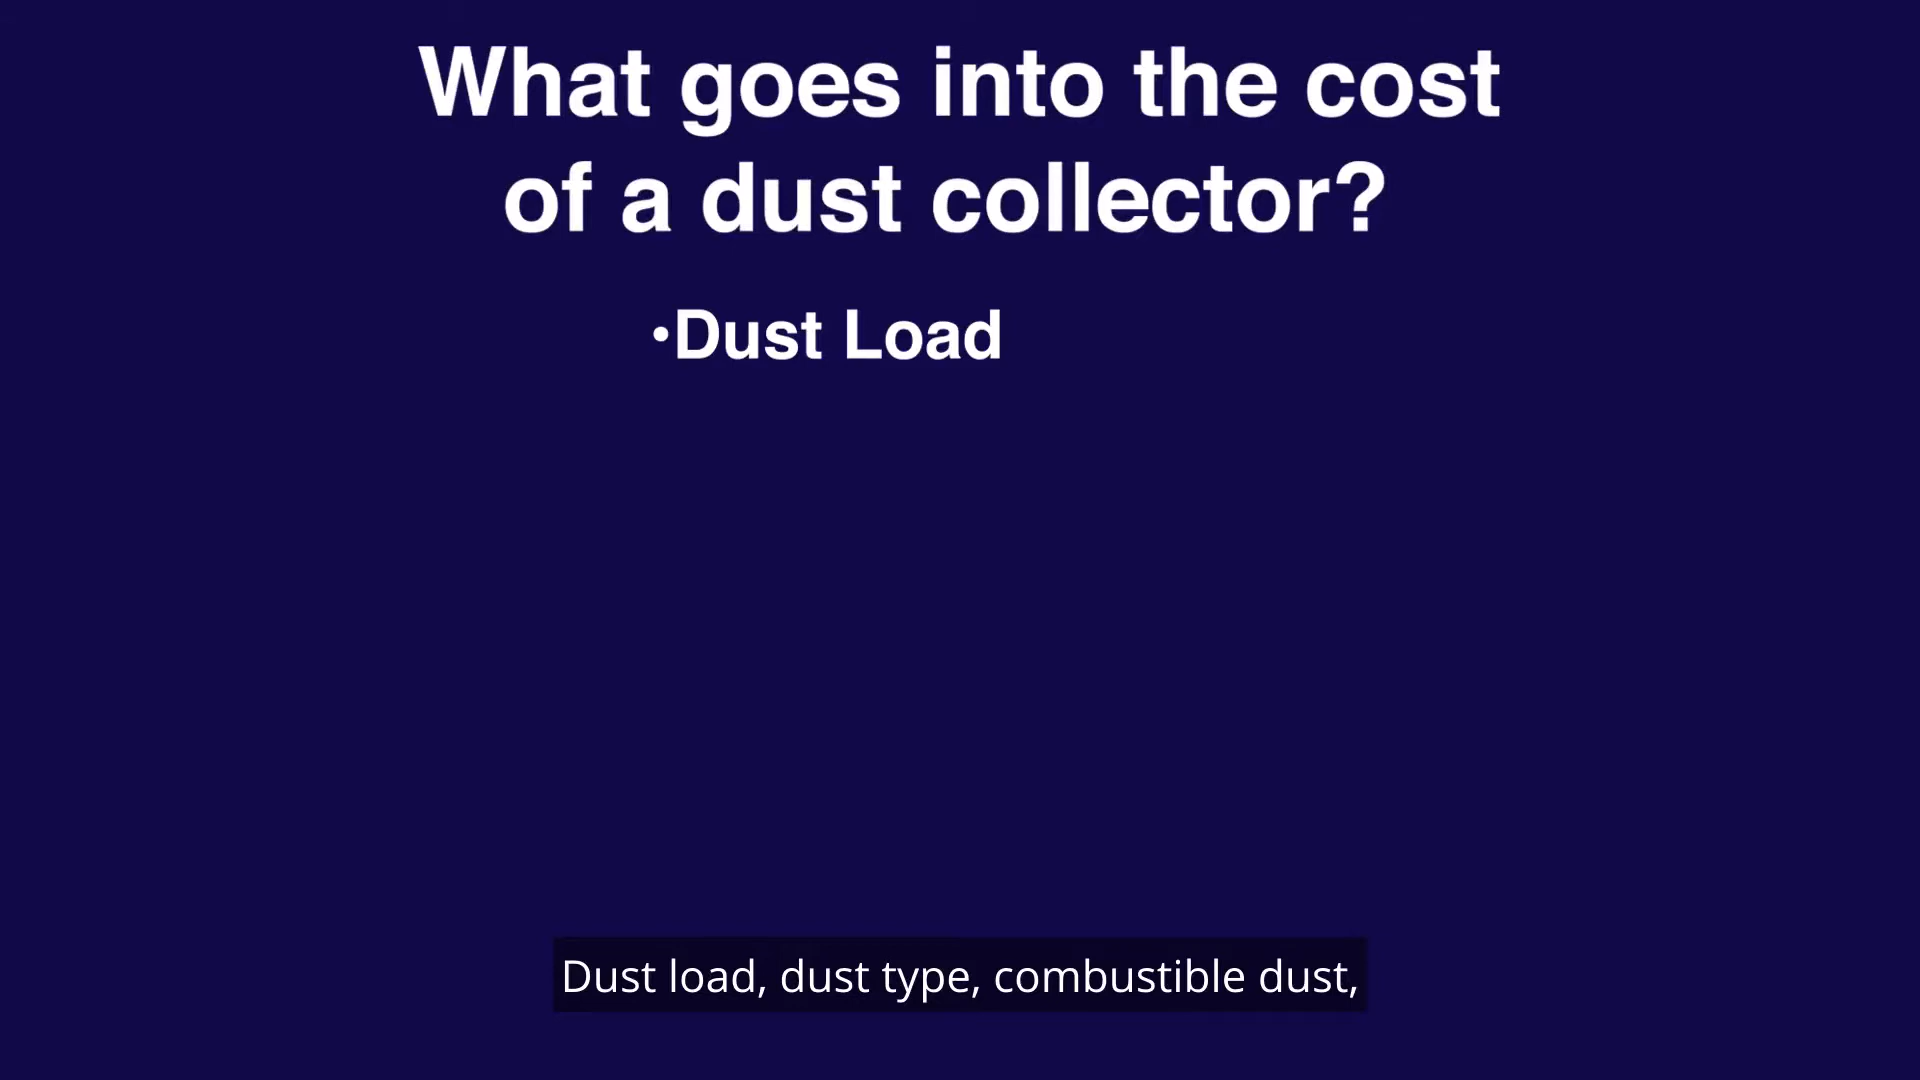 What goes into the cost
of a dust collector?
•Dust Load
Dust load, dust type, combustible dust,